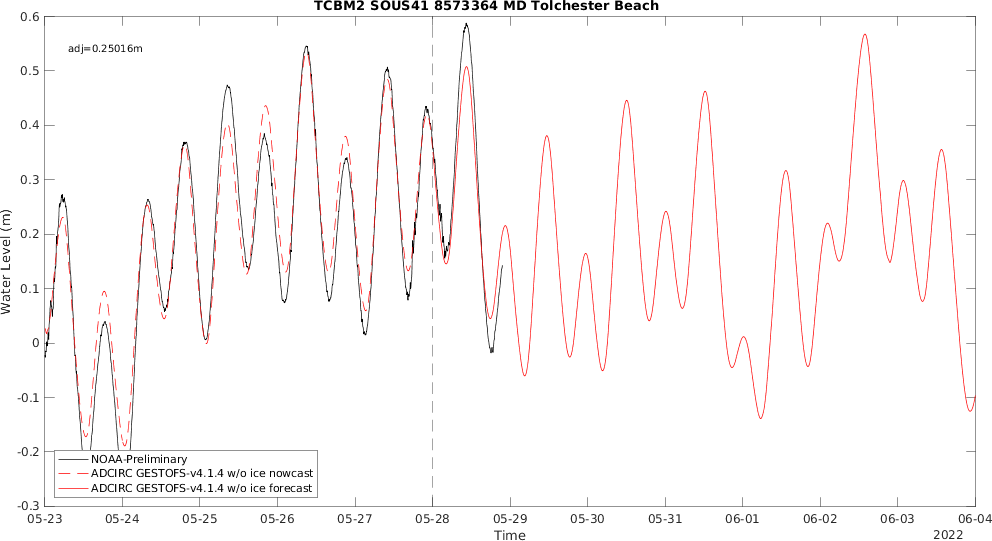 TCBM2 SOUS41 8573364 MD Tolchester Beach
adj=0.25016m
Water Level (m)
0.6
0.5
0.4
0.3
0.2
0.1
0
-0.1
-0.2
-0.3
NOAA-Preliminary
ADCIRC GESTOFS-v4.1.4 w/o ice nowcast
ADCIRC GESTOFS-v4.1.4 w/o ice forecast
05-23 05-24 05-25 05-26 05-27 05-28 05-29 05-30 05-31 06-01 06-02 06-03 06-04
Time
2022